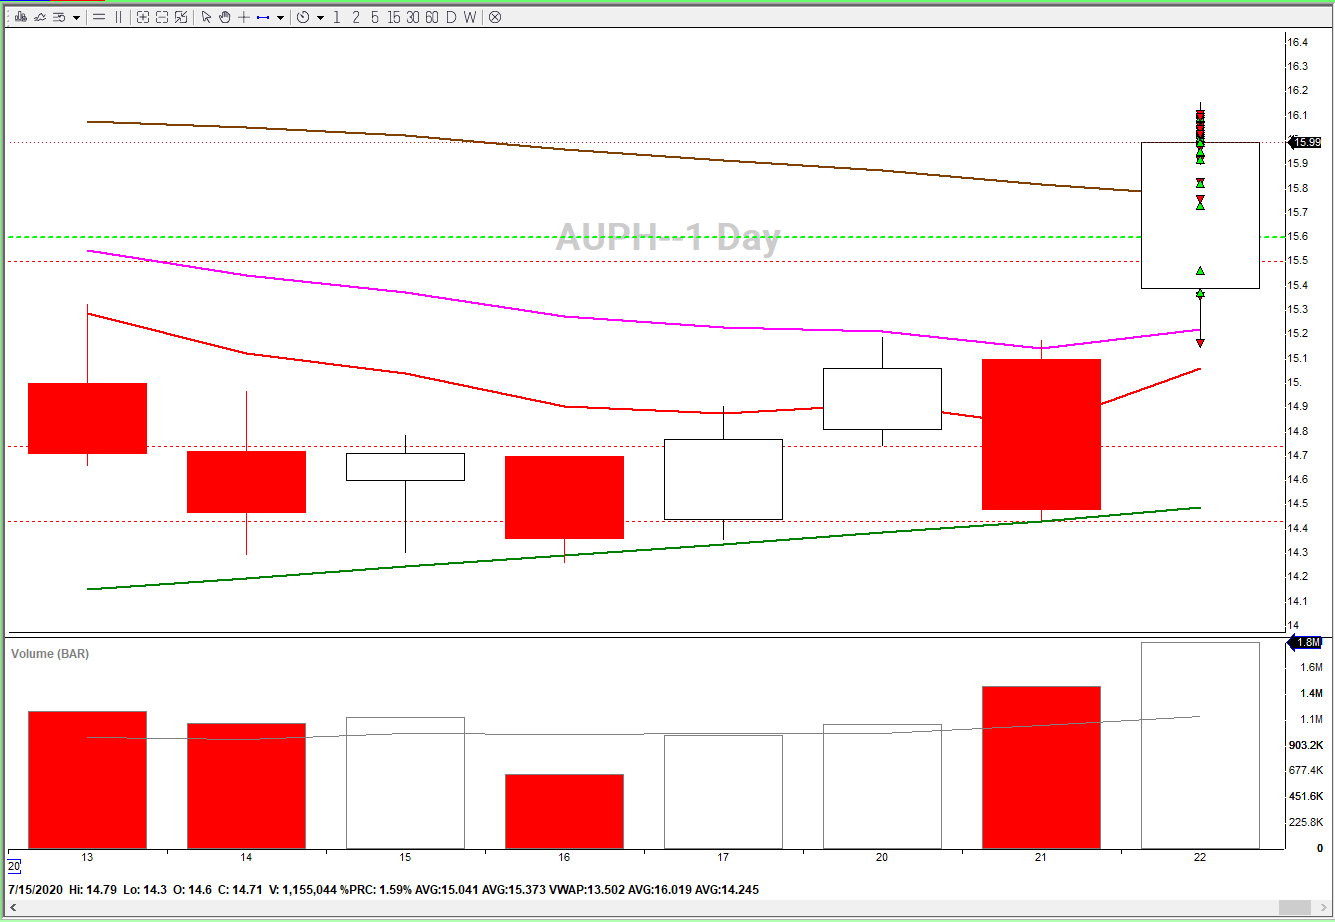 1 2 5 15 30 60 D W
AUPH--1 Day
16.4
16.3
16.2
16.1
15.99
15.9
15.8
15.7
15.6
15.5
15.4
15.3
15.2
15.1
15.
14.9
14.8
14.7
14.6
14.5
14.4
14.3
14.2
14.1
14
Volume (BAR)
1.8M
1.6M
1.4M
1.1M
903.2K
677.4K
451.6K
225.8K
0
20 13 14 15 16 17 20 21 22
7/15/2020 Hi: 14.79 Lo: 14.3 O: 14.6 C: 14.71 V: 1,155,044 %PRC: 1.59% AVG:15.041 AVG:15.373 VWAP:13.502 AVG:16.019 AVG:14.245